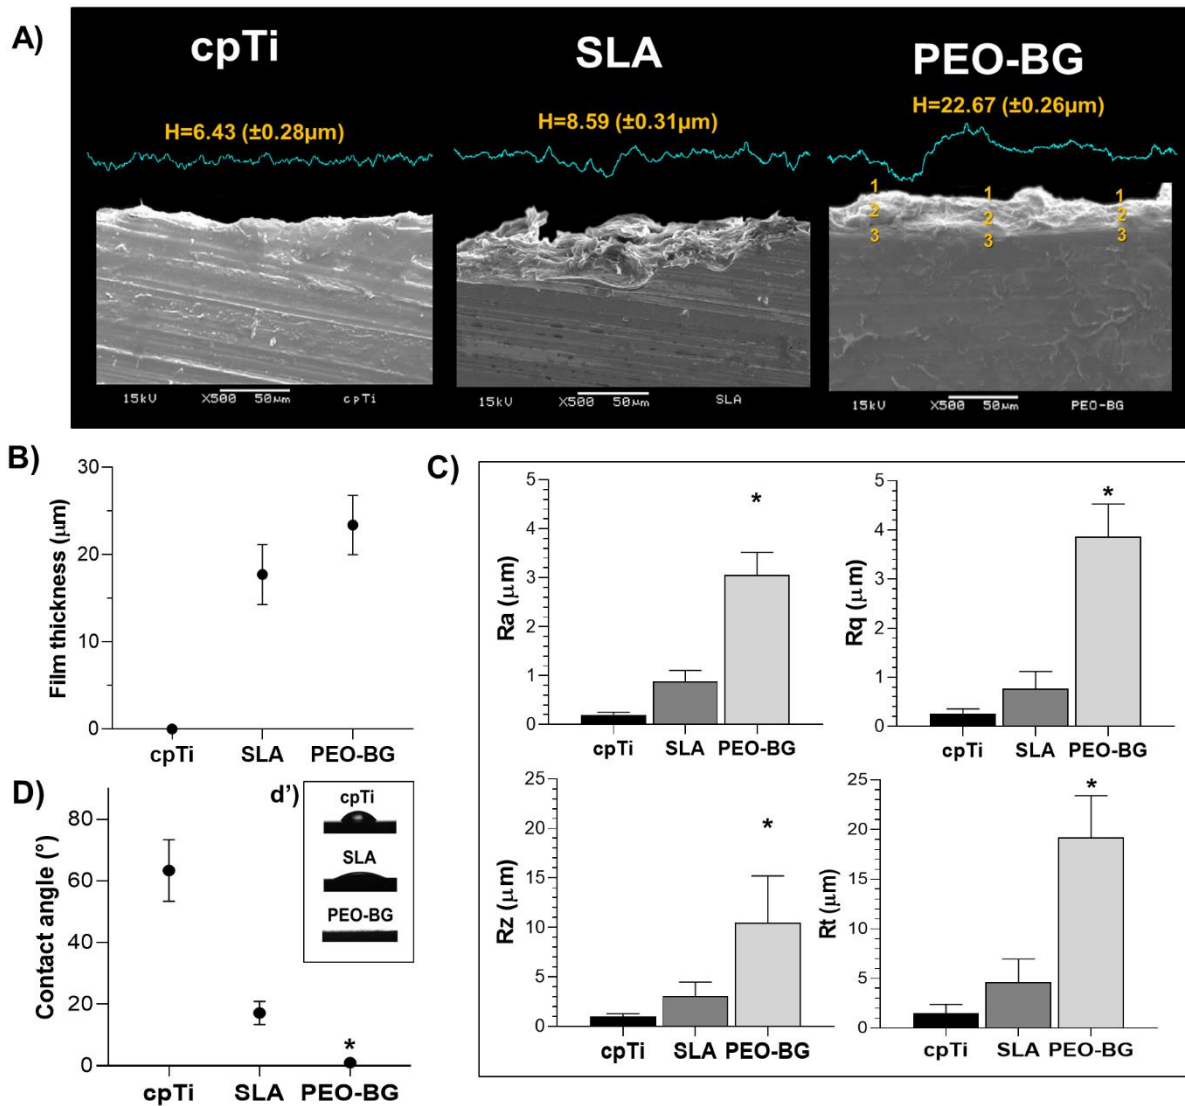 A)
cpTi
SLA
PEO-BG
H=6.43 (±0.28µm)
H=8.59 (±0.31µm)
H=22.67 (±0.26µm)
1 1 1
2 2 2
3 3 3
15kV X500 50µm cpTi
15kV X500 50µm SLA
15kV X500 50µm PEO-BG
B)
Film thickness (µm)
30
20
10
0
cpTi SLA PEO-BG
C)
Ra (µm)
5
4
3
2
1
0
*
cpTi SLA PEO-BG
Rq (µm)
5
4
3
2
1
0
*
cpTi SLA PEO-BG
Rz (µm)
25
20
15
10
5
0
*
cpTi SLA PEO-BG
Rt (µm)
25
20
15
10
5
0
*
cpTi SLA PEO-BG
D)
Contact angle (°)
80
60
40
20
0
*
cpTi SLA PEO-BG
d')
cpTi
SLA
PEO-BG